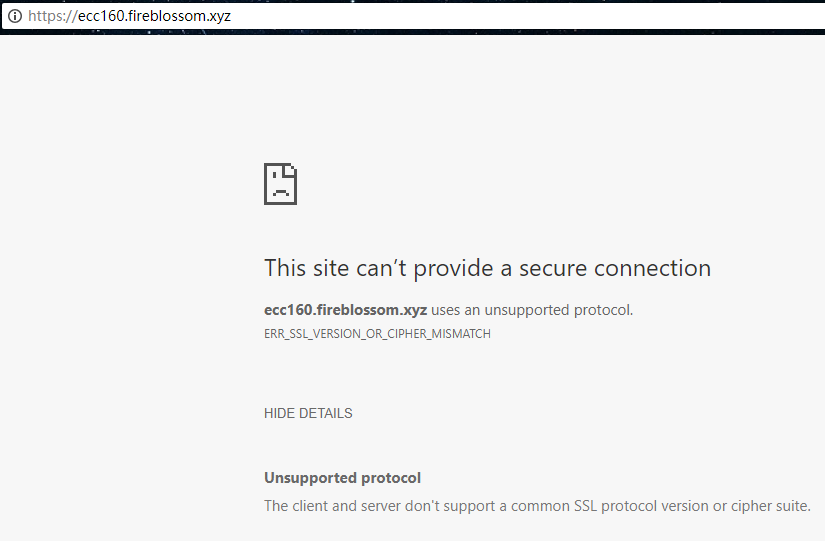 https://ecc160.fireblossom.xyz
This site can’t provide a secure connection
ecc160.fireblossom.xyz uses an unsupported protocol.
ERR_SSL_VERSION_OR_CIPHER_MISMATCH
HIDE DETAILS
Unsupported protocol
The client and server don't support a common SSL protocol version or cipher suite.